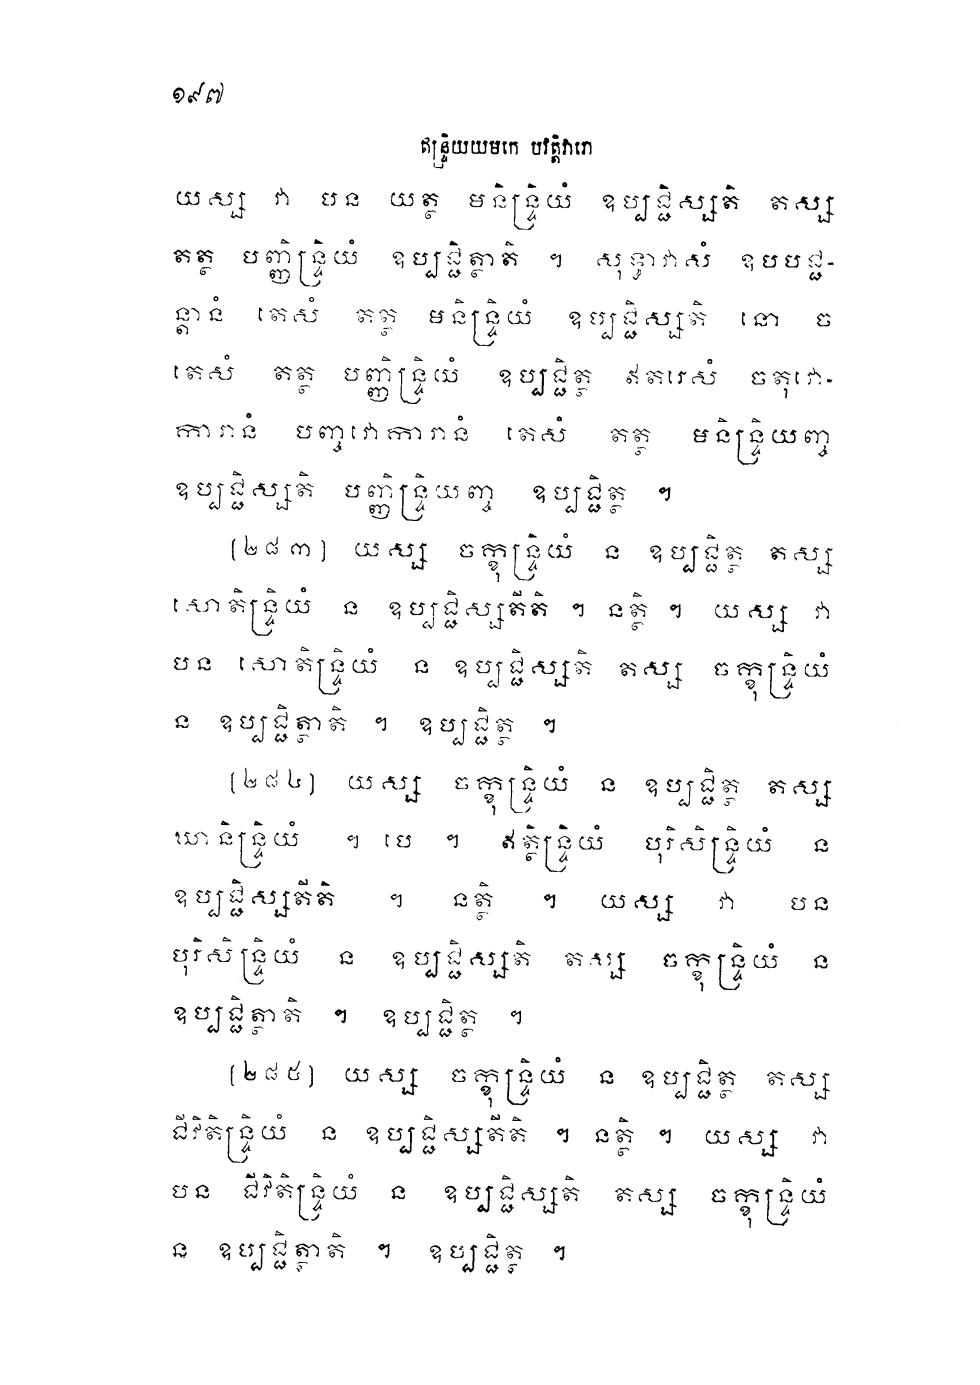 ១៩៧
ឥន្ទ្រិយយមកេ បវត្តិវារោ
យស្ស វា បន យត្ថ មនិន្ទ្រិយំ ឧប្បជ្ជិស្សតិ តស្ស
តត្ថ បញ្ញិន្ទ្រិយំ ឧប្បជ្ជិត្ថាតិ ។ សុទ្ធាវាសំ ឧបបជ្ជ-
ន្តានំ តេសំ តត្ថ មនិន្ទ្រិយំ ឧប្បជ្ជិស្សតិ នោ ច
តេសំ តត្ថ បញ្ញិន្ទ្រិយំ ឧប្បជ្ជិត្ថ ឥតរេសំ ចតុវោ-
ការានំ បញ្ចវោការានំ តេសំ តត្ថ មនិន្ទ្រិយញ្ច
ឧប្បជ្ជិស្សតិ បញ្ញិន្ទ្រិយញ្ច ឧប្បជ្ជិត្ថ ។
(២៨៣) យស្ស ចក្ខុន្ទ្រិយំ ន ឧប្បជ្ជិត្ថ តស្ស
សោតិន្ទ្រិយំ ន ឧប្បជ្ជិស្សតីតិ ។ នត្ថិ ។ យស្ស វា
បន សោតិន្ទ្រិយំ ន ឧប្បជ្ជិស្សតិ តស្ស ចក្ខុន្ទ្រិយំ
ន ឧប្បជ្ជិត្ថាតិ ។ ឧប្បជ្ជិត្ថ ។
(២៨៤) យស្ស ចក្ខុន្ទ្រិយំ ន ឧប្បជ្ជិត្ថ តស្ស
ឃានិន្ទ្រិយំ ។ បេ ។ ឥត្ថិន្ទ្រិយំ បុរិសិន្ទ្រិយំ ន
ឧប្បជ្ជិស្សតីតិ ។ នត្ថិ ។ យស្ស វា បន
បុរិសិន្ទ្រិយំ ន ឧប្បជ្ជិស្សតិ តស្ស ចក្ខុន្ទ្រិយំ ន
ឧប្បជ្ជិត្ថាតិ ។ ឧប្បជ្ជិត្ថ ។
(២៨៥) យស្ស ចក្ខុន្ទ្រិយំ ន ឧប្បជ្ជិត្ថ តស្ស
ជីវិតិន្ទ្រិយំ ន ឧប្បជ្ជិស្សតីតិ ។ នត្ថិ ។ យស្ស វា
បន ជីវិតិន្ទ្រិយំ ន ឧប្បជ្ជិស្សតិ តស្ស ចក្ខុន្ទ្រិយំ
ន ឧប្បជ្ជិត្ថាតិ ។ ឧប្បជ្ជិត្ថ ។